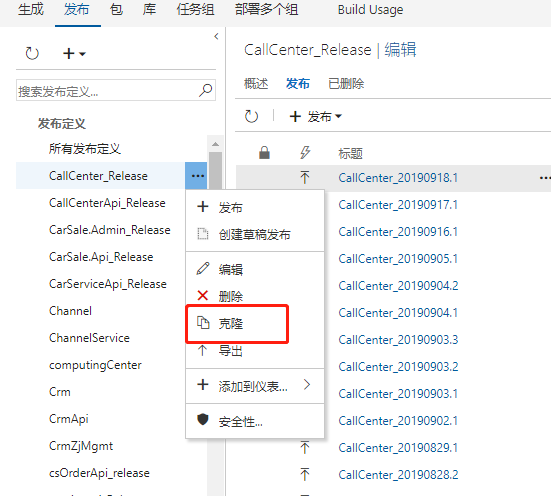 生成 发布 包 库 任务组 部署多个组 Build Usage
CallCenter_Release | 编辑
概述 发布 已删除
搜索发布定义...
发布
发布定义
所有发布定义
标题
CallCenter_Release
CallCenterApi_Release
CarSale.Admin_Release
CarSale.Api_Release
CarServiceApi_Release
Channel
ChannelService
computingCenter
Crm
CrmApi
CrmZjMgmt
csOrderApi_release
发布
创建草稿发布
编辑
删除
克隆
导出
添加到仪表...
安全性...
CallCenter_20190918.1
CallCenter_20190917.1
CallCenter_20190916.1
CallCenter_20190905.1
CallCenter_20190904.2
CallCenter_20190904.1
CallCenter_20190903.3
CallCenter_20190903.2
CallCenter_20190903.1
CallCenter_20190902.1
CallCenter_20190829.1
CallCenter_20190828.2